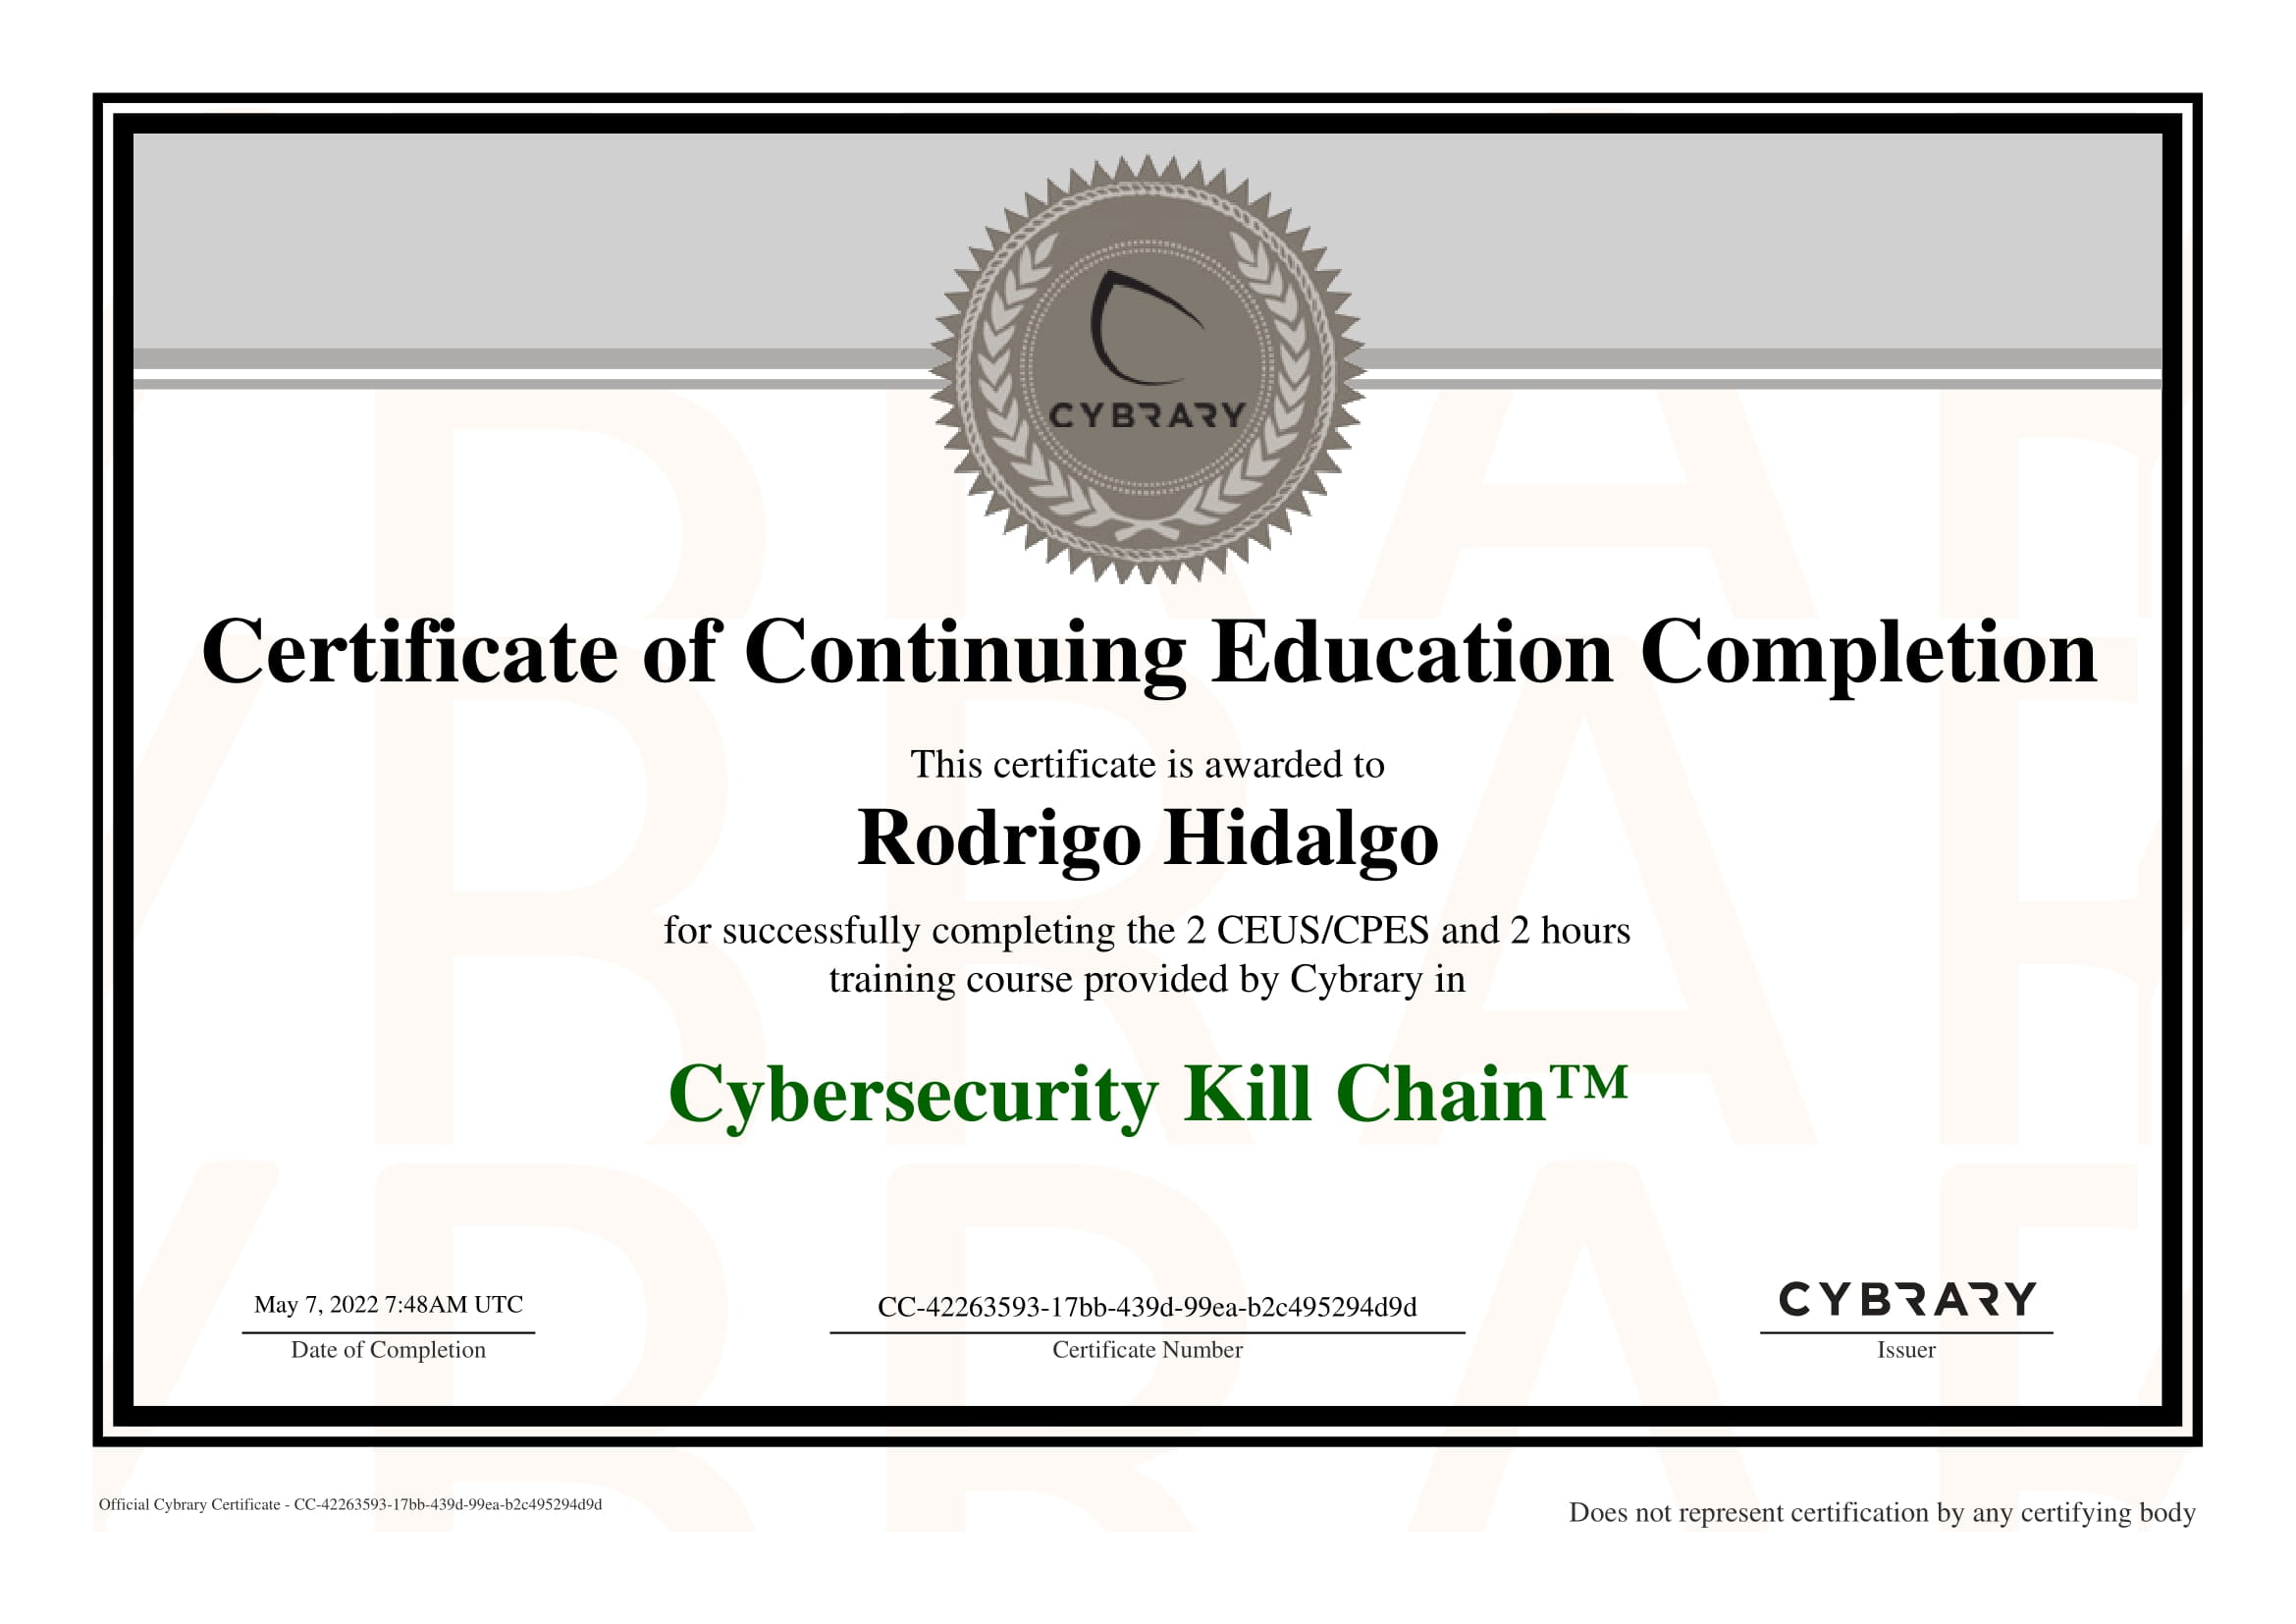 CYBRARY
Certificate of Continuing Education Completion
This certificate is awarded to
Rodrigo Hidalgo
for successfully completing the 2 CEUS/CPES and 2 hours
training course provided by Cybrary in
Cybersecurity Kill Chain™
May 7, 2022 7:48AM UTC
Date of Completion
CC-42263593-17bb-439d-99ea-b2c495294d9d
Certificate Number
CYBRARY
Issuer
Official Cybrary Certificate - CC-42263593-17bb-439d-99ea-b2c495294d9d
Does not represent certification by any certifying body